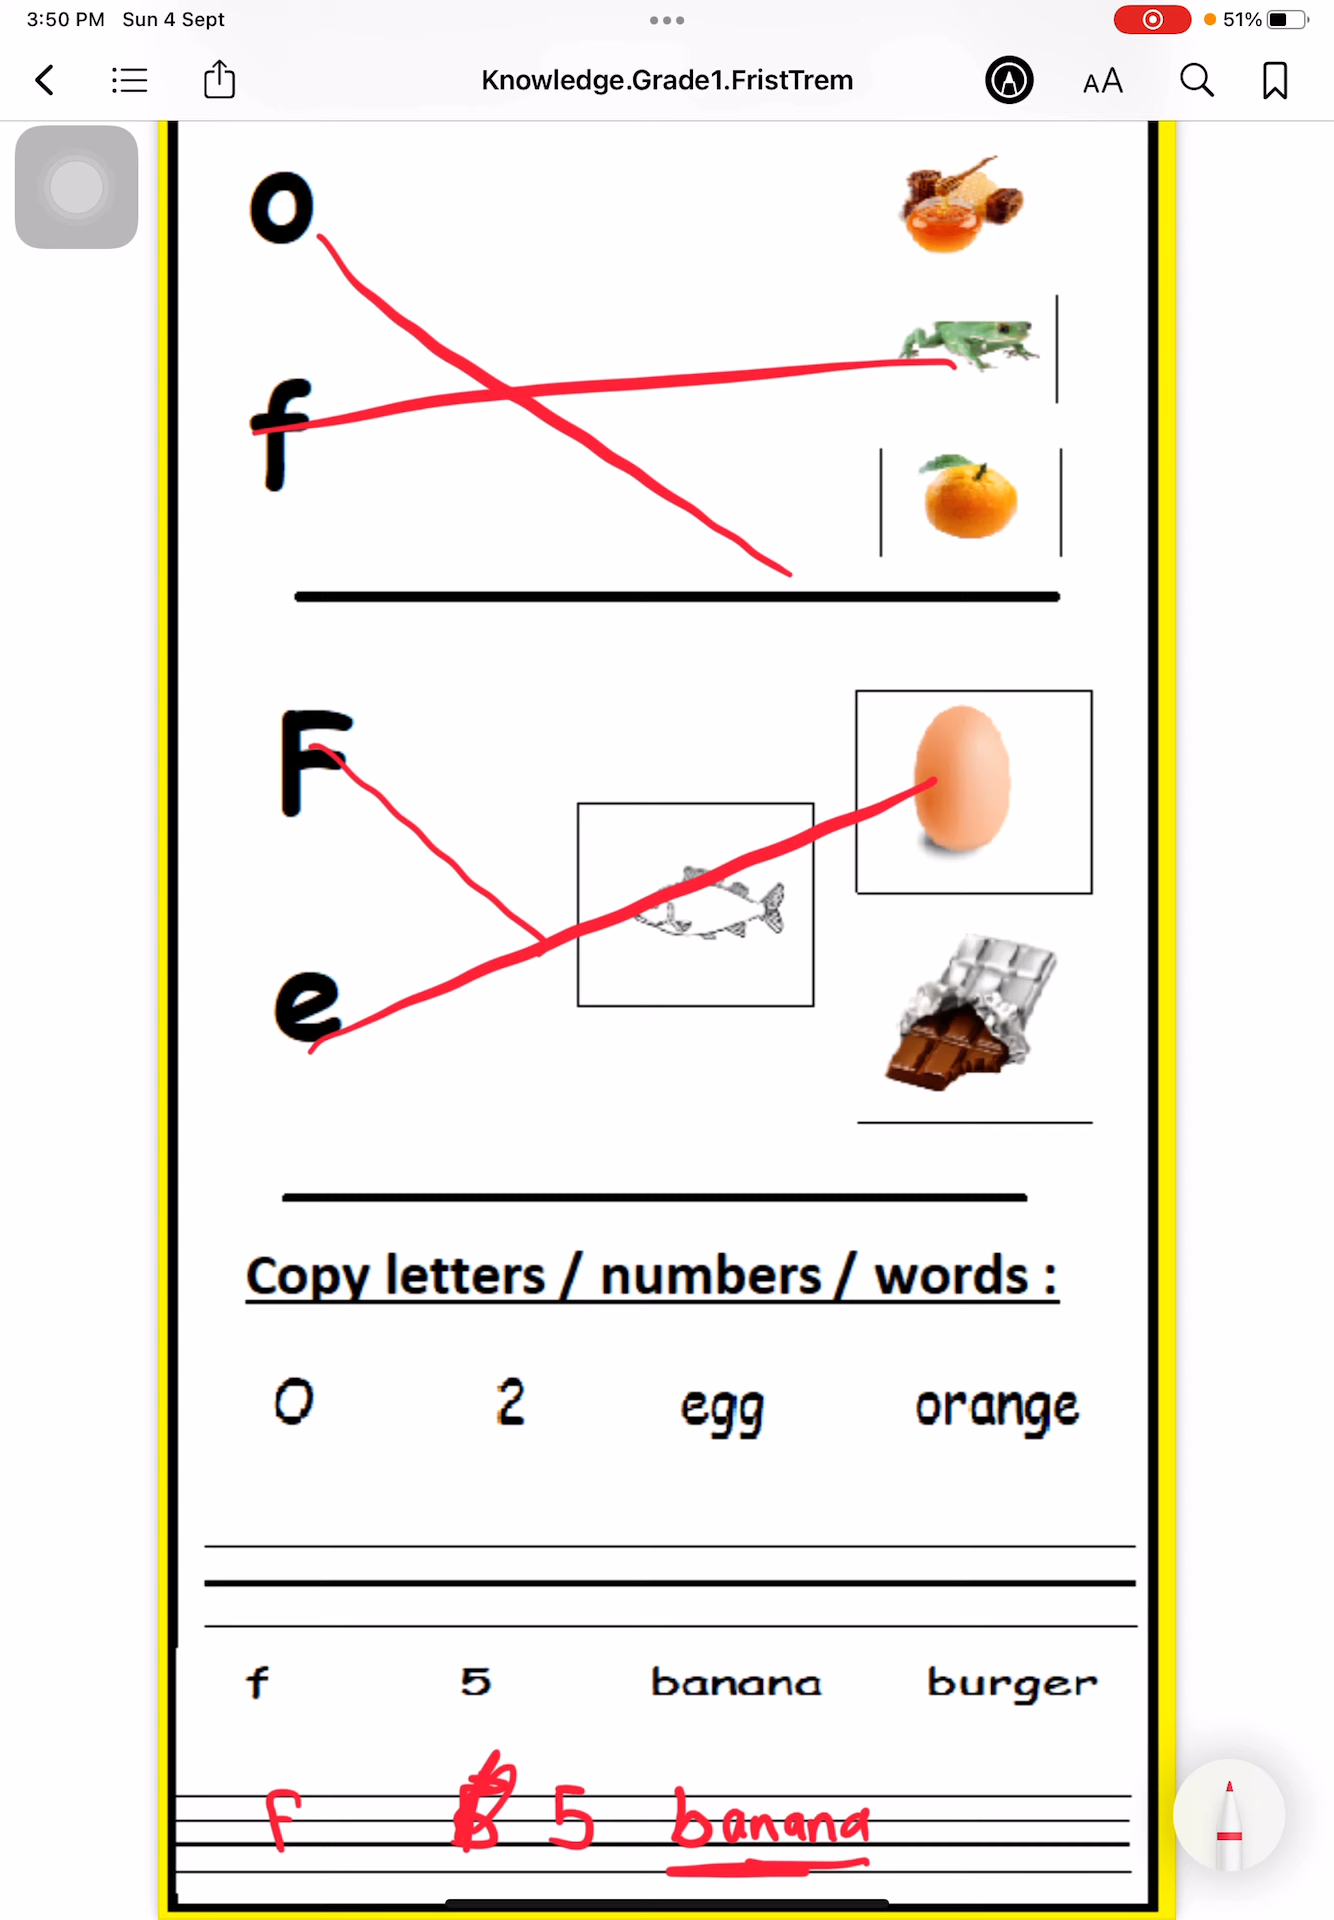 3:50 PM Sun 4 Sept 51%
Knowledge.Grade1.FristTrem AA
o
f
F
e
Copy letters / numbers / words :
O 2 egg orange
f 5 banana burger
F 5 banana